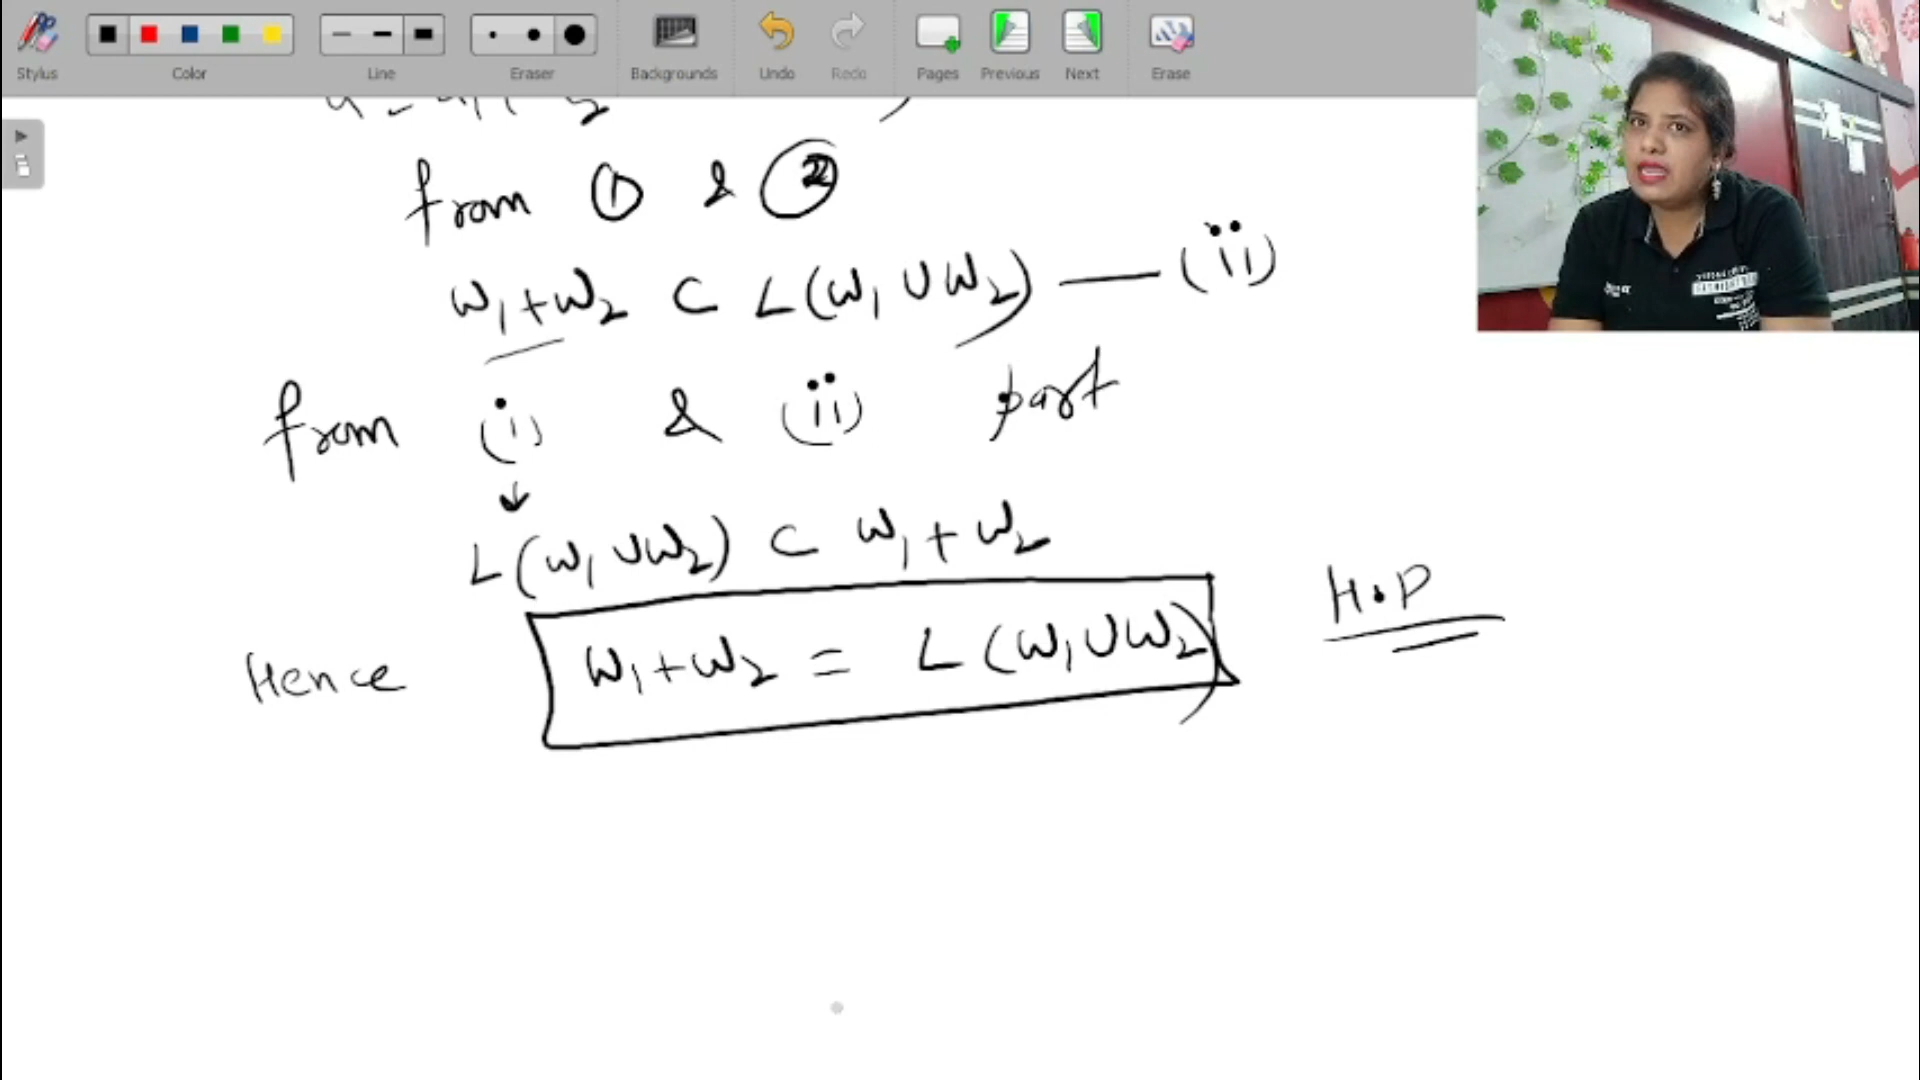 Stylus Color Line Eraser Backgrounds Undo Redo Pages Previous Next Erase
from ① & ②
W₁+W₂ ⊂ L(W₁ ∪ W₂) — (ii)
from (i) & (ii) part
↓
L(W₁ ∪ W₂) ⊂ W₁ + W₂
Hence W₁+W₂ = L(W₁ ∪ W₂) H.P